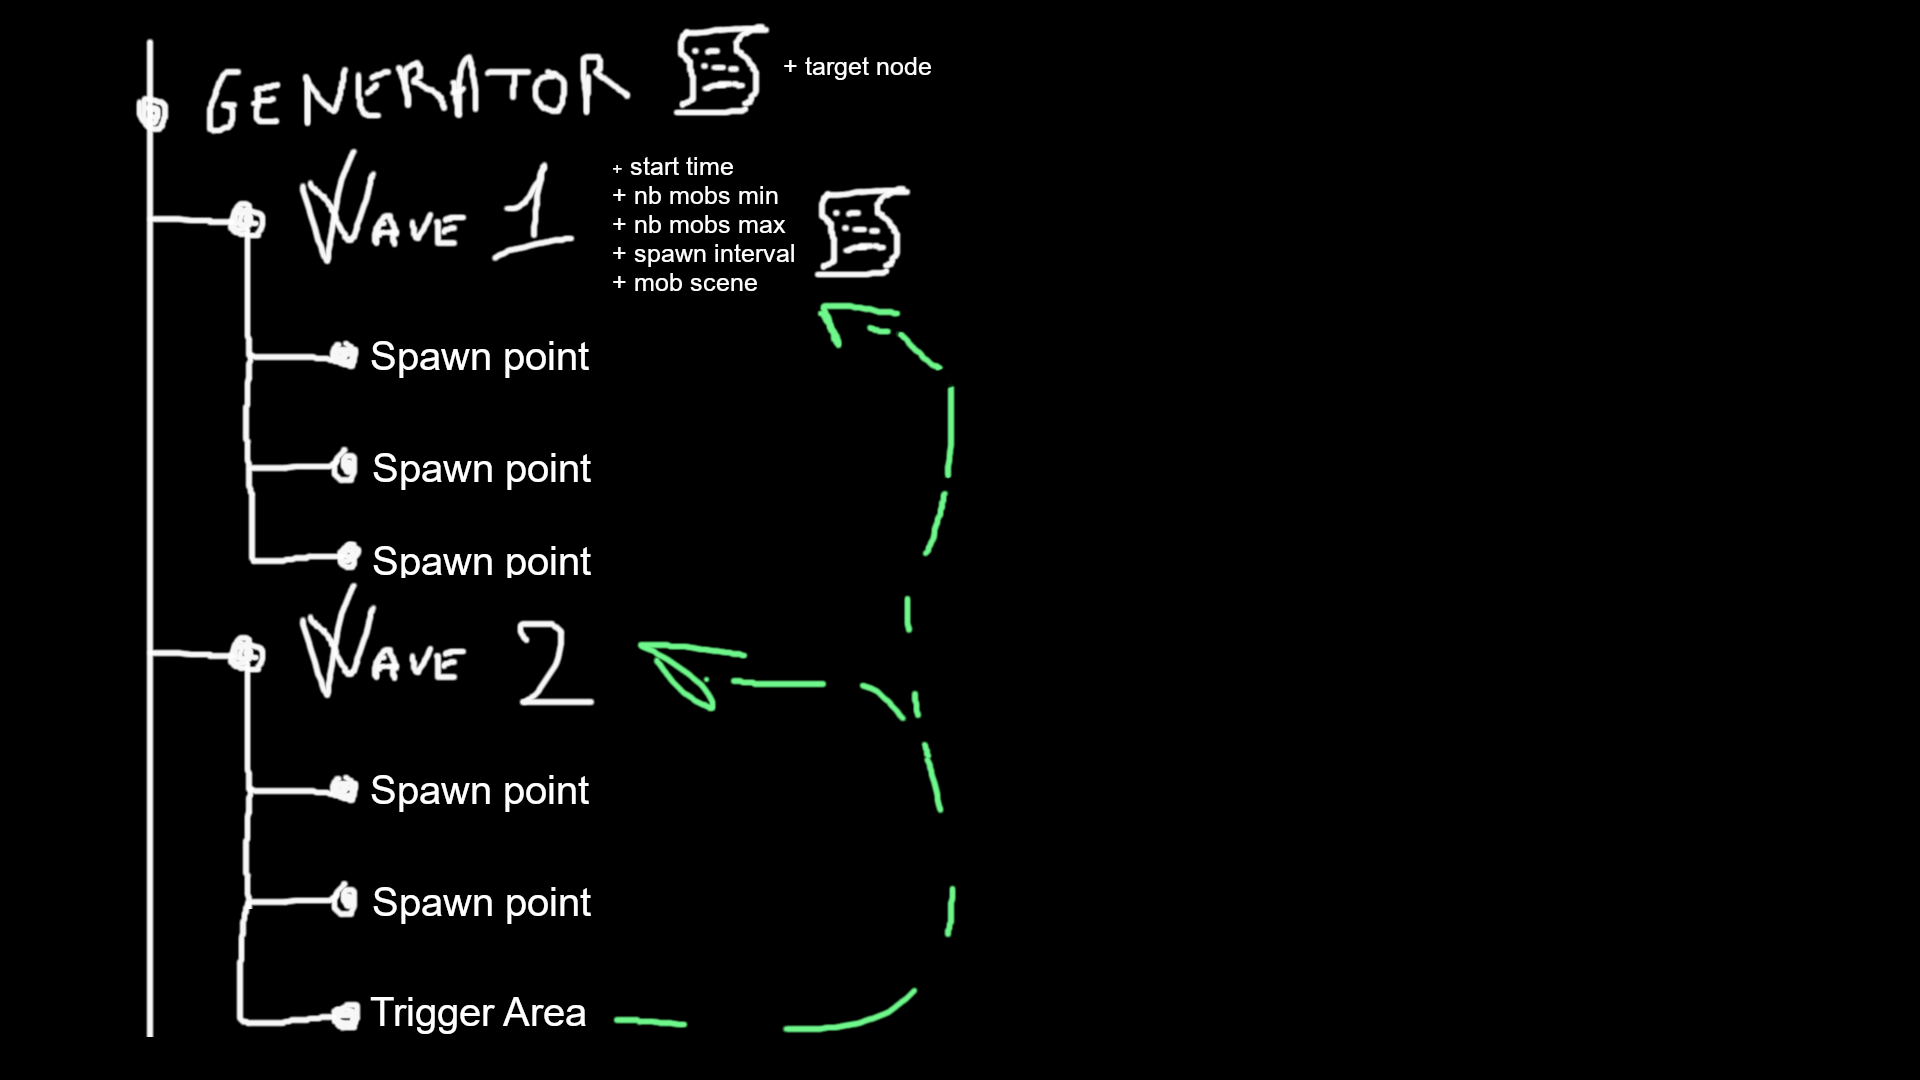 GENERATOR + target node
WAVE 1
+ start time
+ nb mobs min
+ nb mobs max
+ spawn interval
+ mob scene
Spawn point
Spawn point
Spawn point
WAVE 2
Spawn point
Spawn point
Trigger Area